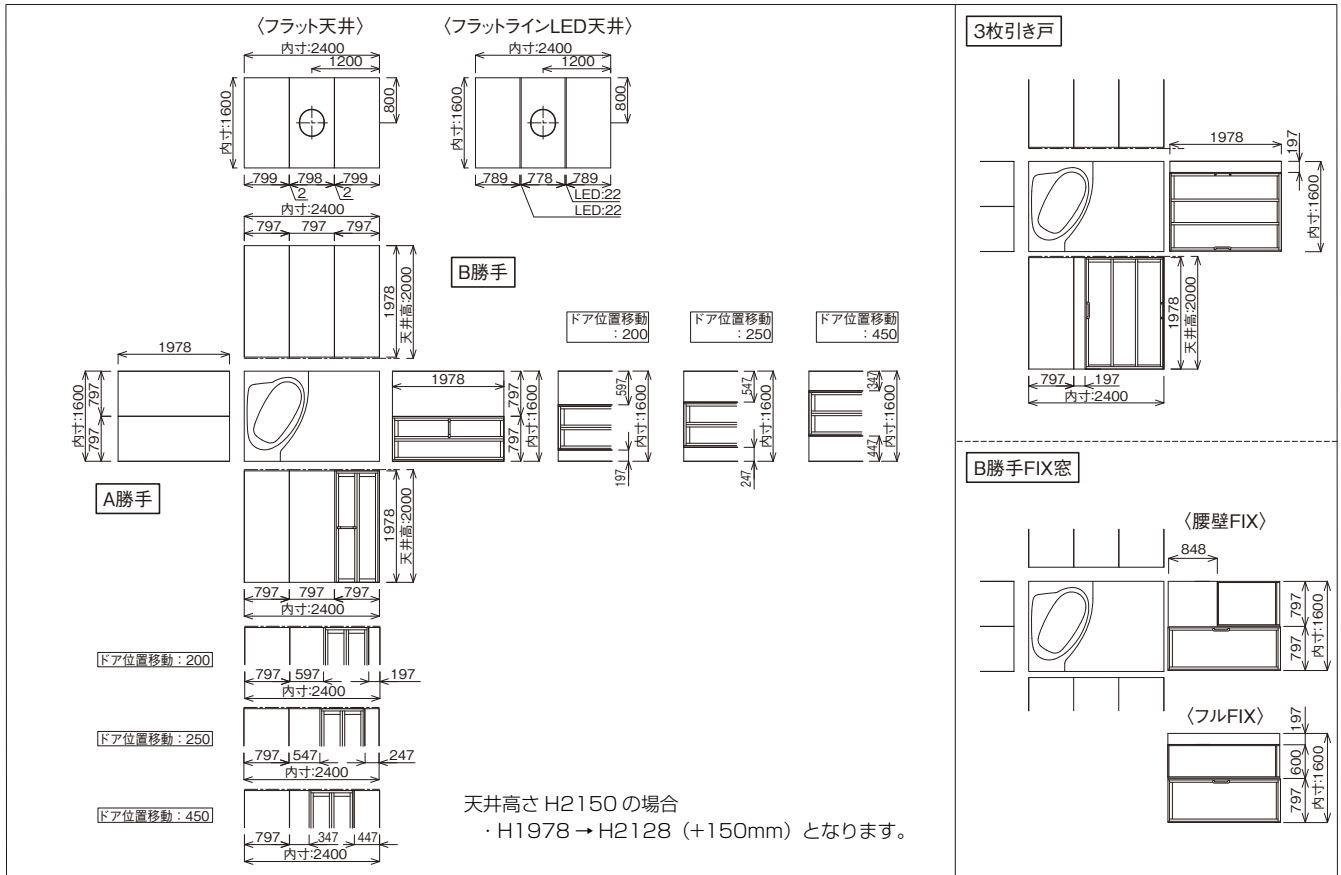 〈フラット天井〉
内寸:2400
1200
内寸:1600
800
799
798
799
2
2
〈フラットラインLED天井〉
内寸:2400
1200
内寸:1600
800
789
778
789
LED:22
LED:22
内寸:2400
797
797
797
1978
天井高:2000
B勝手
ドア位置移動
:200
ドア位置移動
:250
ドア位置移動
:450
1978
内寸:1600
797
797
1978
797
797
内寸:1600
597
197
内寸:1600
547
247
内寸:1600
347
447
内寸:1600
A勝手
1978
天井高:2000
797
797
797
内寸:2400
ドア位置移動:200
797
597
197
内寸:2400
ドア位置移動:250
797
547
247
内寸:2400
ドア位置移動:450
797
347
447
内寸:2400
天井高さ H2150 の場合
・H1978 → H2128(+150mm)となります。
3枚引き戸
1978
197
内寸:1600
1978
天井高:2000
797
197
内寸:2400
B勝手FIX窓
〈腰壁FIX〉
848
797
797
内寸:1600
〈フルFIX〉
197
600
797
内寸:1600